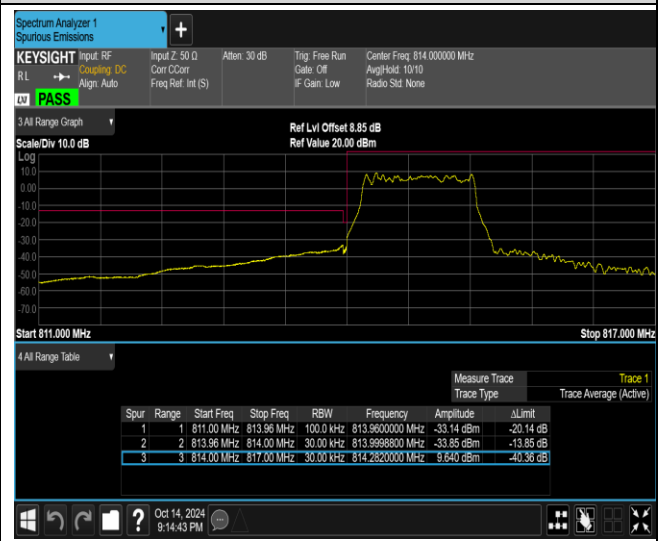 Spectrum Analyzer 1
Spurious Emissions
+
KEYSIGHT Input: RF Input Z: 50 Ω Atten: 30 dB Trig: Free Run Center Freq: 814.000000 MHz
RL Coupling: DC Corr CCorr Gate: Off Avg|Hold: 10/10
Align: Auto Freq Ref: Int (S) IF Gain: Low Radio Std: None
LXI PASS
3 All Range Graph Ref Lvl Offset 8.85 dB
Scale/Div 10.0 dB Ref Value 20.00 dBm
Log
10.0
0.00
-10.0
-20.0
-30.0
-40.0
-50.0
-60.0
-70.0
Start 811.000 MHz Stop 817.000 MHz
4 All Range Table
Measure Trace Trace 1
Trace Type Trace Average (Active)
Spur Range Start Freq Stop Freq RBW Frequency Amplitude ΔLimit
1 1 811.00 MHz 813.96 MHz 100.0 kHz 813.9600000 MHz -33.14 dBm -20.14 dB
2 2 813.96 MHz 814.00 MHz 30.00 kHz 813.9998800 MHz -33.85 dBm -13.85 dB
3 3 814.00 MHz 817.00 MHz 30.00 kHz 814.2820000 MHz 9.640 dBm -40.36 dB
? Oct 14, 2024
9:14:43 PM